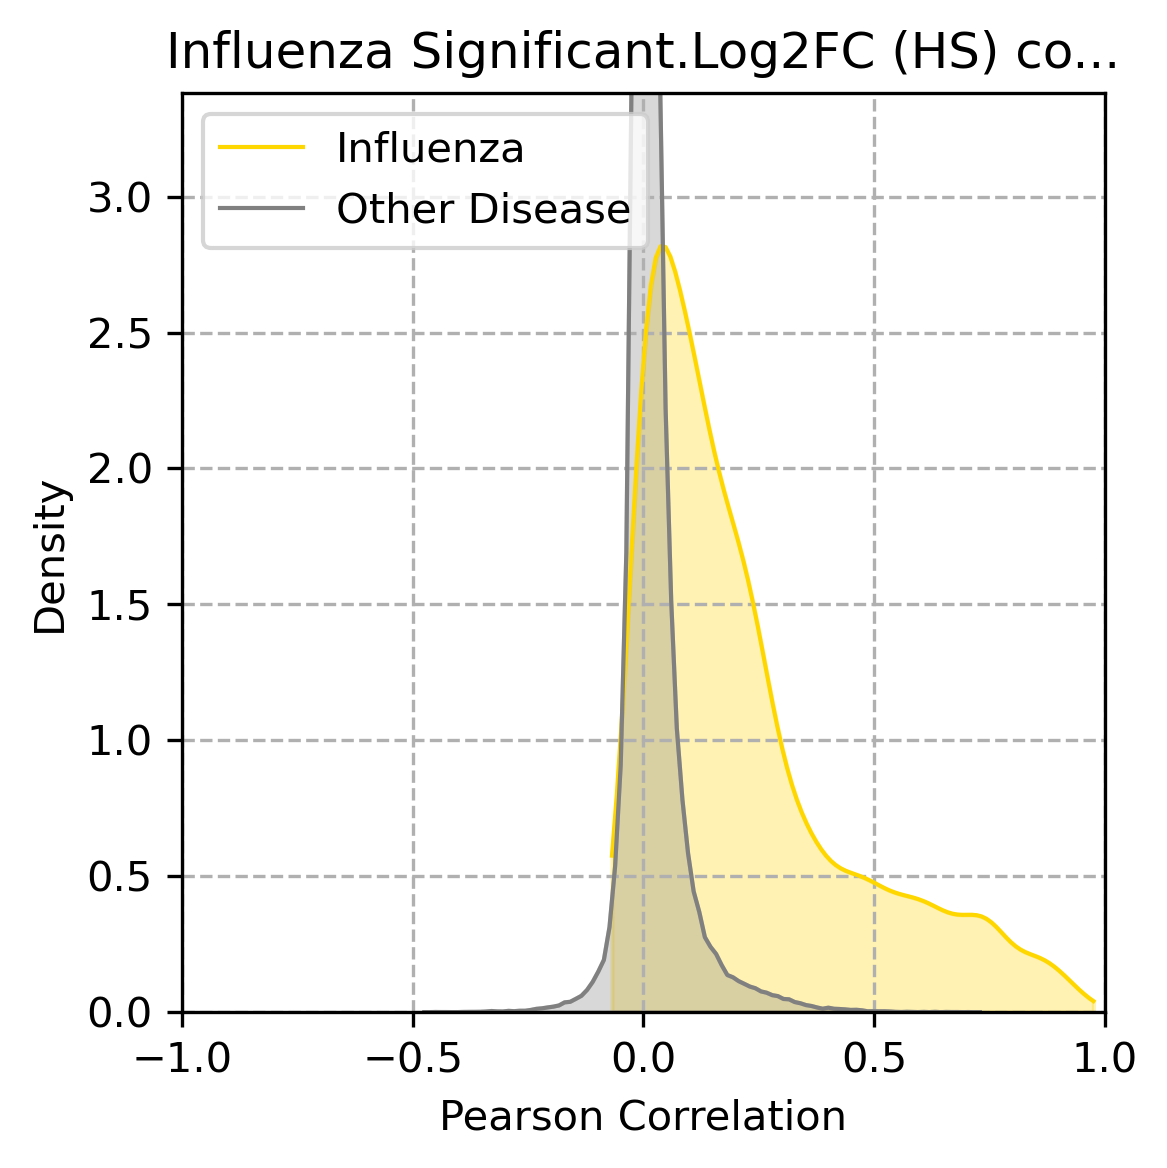 Influenza Significant.Log2FC (HS) co...
Influenza
Other Disease
Density
3.0
2.5
2.0
1.5
1.0
0.5
0.0
−1.0 −0.5 0.0 0.5 1.0
Pearson Correlation